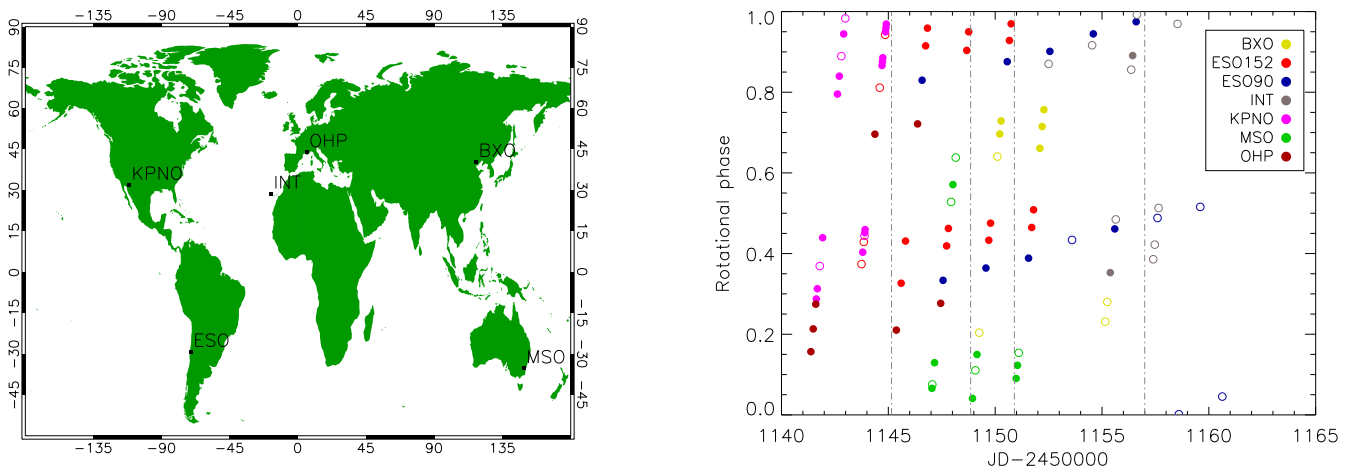 −135 −90 −45 0 45 90 135
90 90
75 75
60 60
45 45
30 30
15 15
0 0
−15 −15
−30 −30
−45 −45
−135 −90 −45 0 45 90 135
OHP
BXO
KPNO
INT
ESO
MSO
1.0
0.8
0.6
0.4
0.2
0.0
Rotational phase
BXO
ESO152
ESO90
INT
KPNO
MSO
OHP
1140 1145 1150 1155 1160 1165
JD−2450000